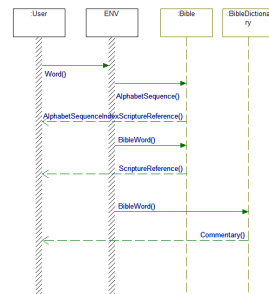 :User
ENV
:Bible
:BibleDictiona
ry
Word()
AlphabetSequence()
AlphabetSequenceIndexScriptureReference()
BibleWord()
ScriptureReference()
BibleWord()
Commentary()